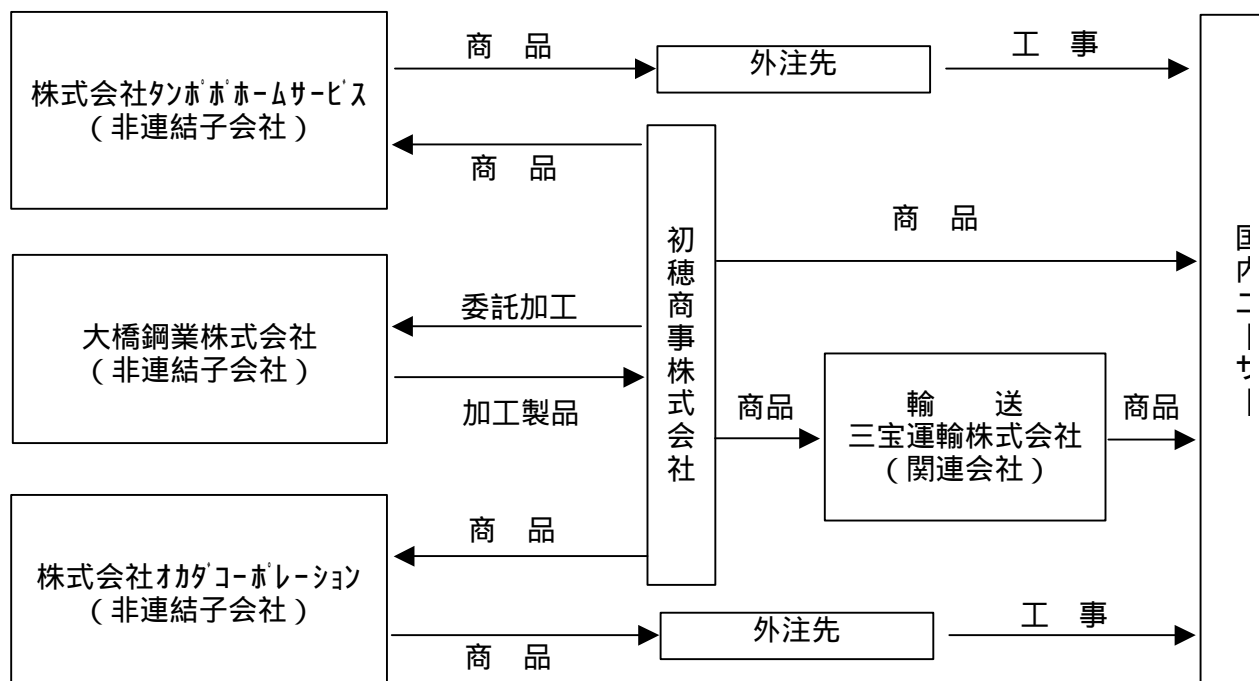 商　品
外注先
工　事
株式会社ﾀﾝﾎﾟﾎﾟﾎｰﾑｻｰﾋﾞｽ
（非連結子会社）
商　品
初穂商事株式会社
商　品
大橋鋼業株式会社
（非連結子会社）
委託加工
加工製品
商品
輸　　送
三宝運輸株式会社
（関連会社）
商品
商　品
株式会社ｵｶﾀﾞｺｰﾎﾟﾚｰｼｮﾝ
（非連結子会社）
商　品
外注先
工　事
国内ユーザー